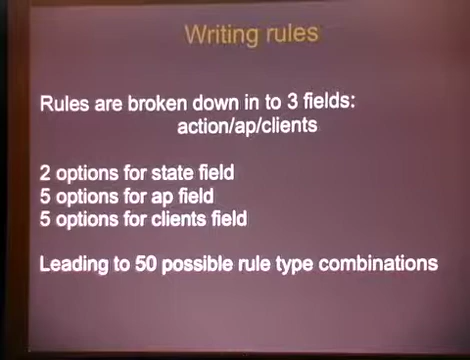 Writing rules
Rules are broken down in to 3 fields:
action/ap/clients
2 options for state field
5 options for ap field
5 options for clients field
Leading to 50 possible rule type combinations